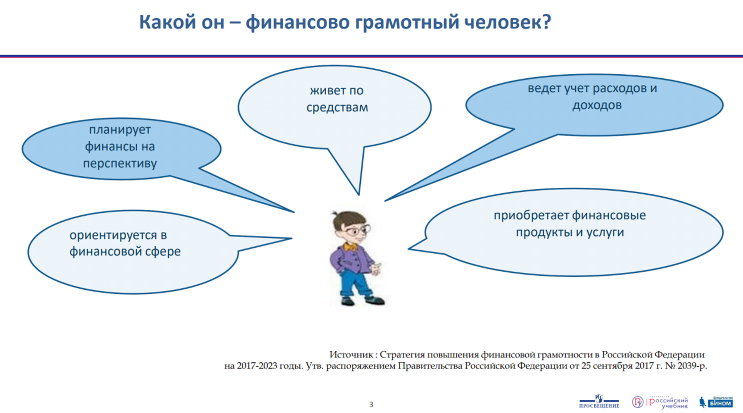 Какой он – финансово грамотный человек?
живет по
средствам
ведет учет расходов и
доходов
планирует
финансы на
перспективу
ориентируется в
финансовой сфере
приобретает финансовые
продукты и услуги
Источник : Стратегия повышения финансовой грамотности в Российской Федерации
на 2017-2023 годы. Утв. распоряжением Правительства Российской Федерации от 25 сентября 2017 г. № 2039-р.
3
ПРОСВЕЩЕНИЕ
российский
учебник
БИНОМ